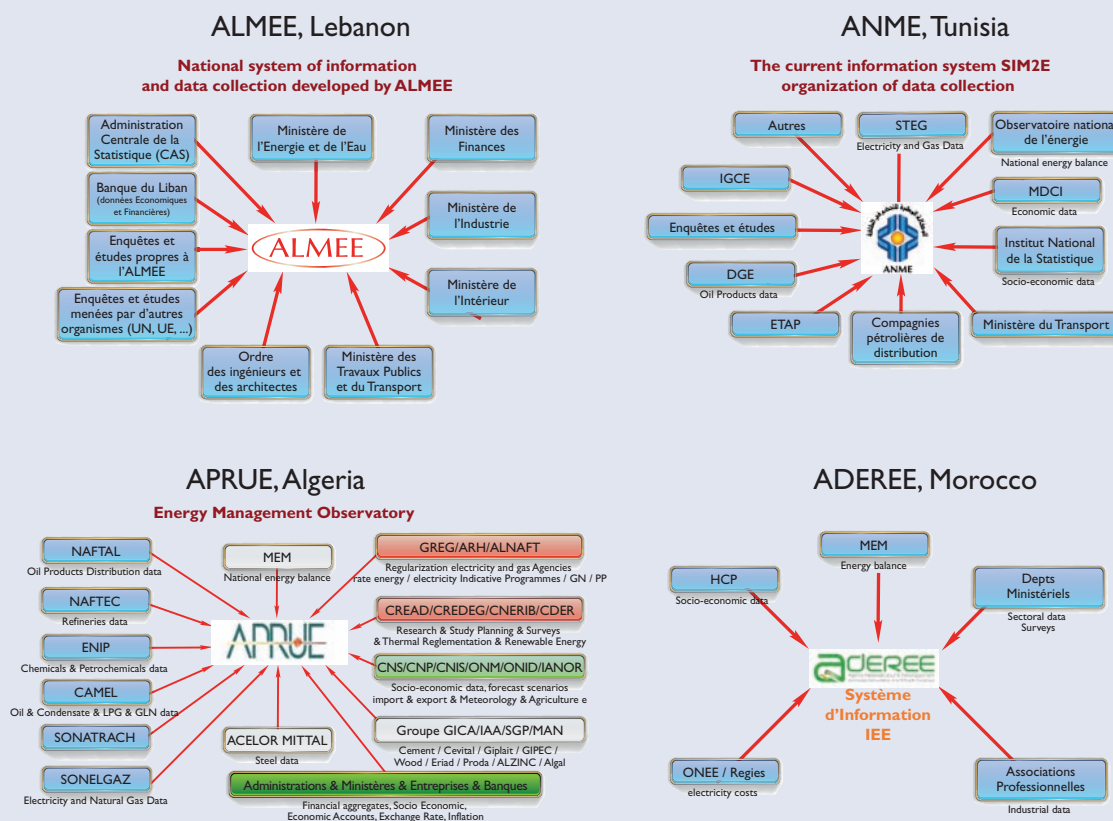 ALMEE, Lebanon
National system of information
and data collection developed by ALMEE
Administration
Centrale de la
Statistique (CAS)
Ministère de
l'Energie et de l'Eau
Ministère des
Finances
Banque du Liban
(données Economiques
et Financières)
Ministère de
l'Industrie
ALMEE
Enquêtes et
études propres à
l'ALMEE
Ministère de
l'Intérieur
Enquêtes et études
menées par d'autres
organismes (UN, UE, ...)
Ordre
des ingénieurs et
des architectes
Ministère des
Travaux Publics
et du Transport
ANME, Tunisia
The current information system SIM2E
organization of data collection
Autres
STEG
Electricity and Gas Data
Observatoire national
de l'énergie
National energy balance
IGCE
MDCI
Economic data
Enquêtes et études
ANME
Institut National
de la Statistique
Socio-economic data
DGE
Oil Products data
ETAP
Compagnies
pétrolières de
distribution
Ministère du Transport
APRUE, Algeria
Energy Management Observatory
NAFTAL
Oil Products Distribution data
MEM
National energy balance
GREG/ARH/ALNAFT
Regularization electricity and gas Agencies
rate energy / electricity Indicative Programmes / GN / PP
NAFTEC
Refineries data
CREAD/CREDEG/CNERIB/CDER
Research & Study Planning & Surveys
& Thermal Reglementation & Renewable Energy
APRUE
ENIP
Chemicals & Petrochemicals data
CNS/CNP/CNIS/ONM/ONID/IANOR
Socio-economic data, forecast scenarios
import & export & Meteorology & Agriculture e
CAMEL
Oil & Condensate & LPG & GLN data
SONATRACH
ACELOR MITTAL
Steel data
Groupe GICA/IAA/SGP/MAN
Cement / Cevital / Giplait / GIPEC /
Wood / Eriad / Proda / ALZINC / Algal
SONELGAZ
Electricity and Natural Gas Data
Administrations & Ministères & Entreprises & Banques
Financial aggregates, Socio Economic,
Economic Accounts, Exchange Rate, Inflation
ADEREE, Morocco
MEM
Energy balance
HCP
Socio-economic data
Depts
Ministériels
Sectoral data
Surveys
aDEREE
Système
d'Information
IEE
ONEE / Regies
electricity costs
Associations
Professionnelles
Industrial data